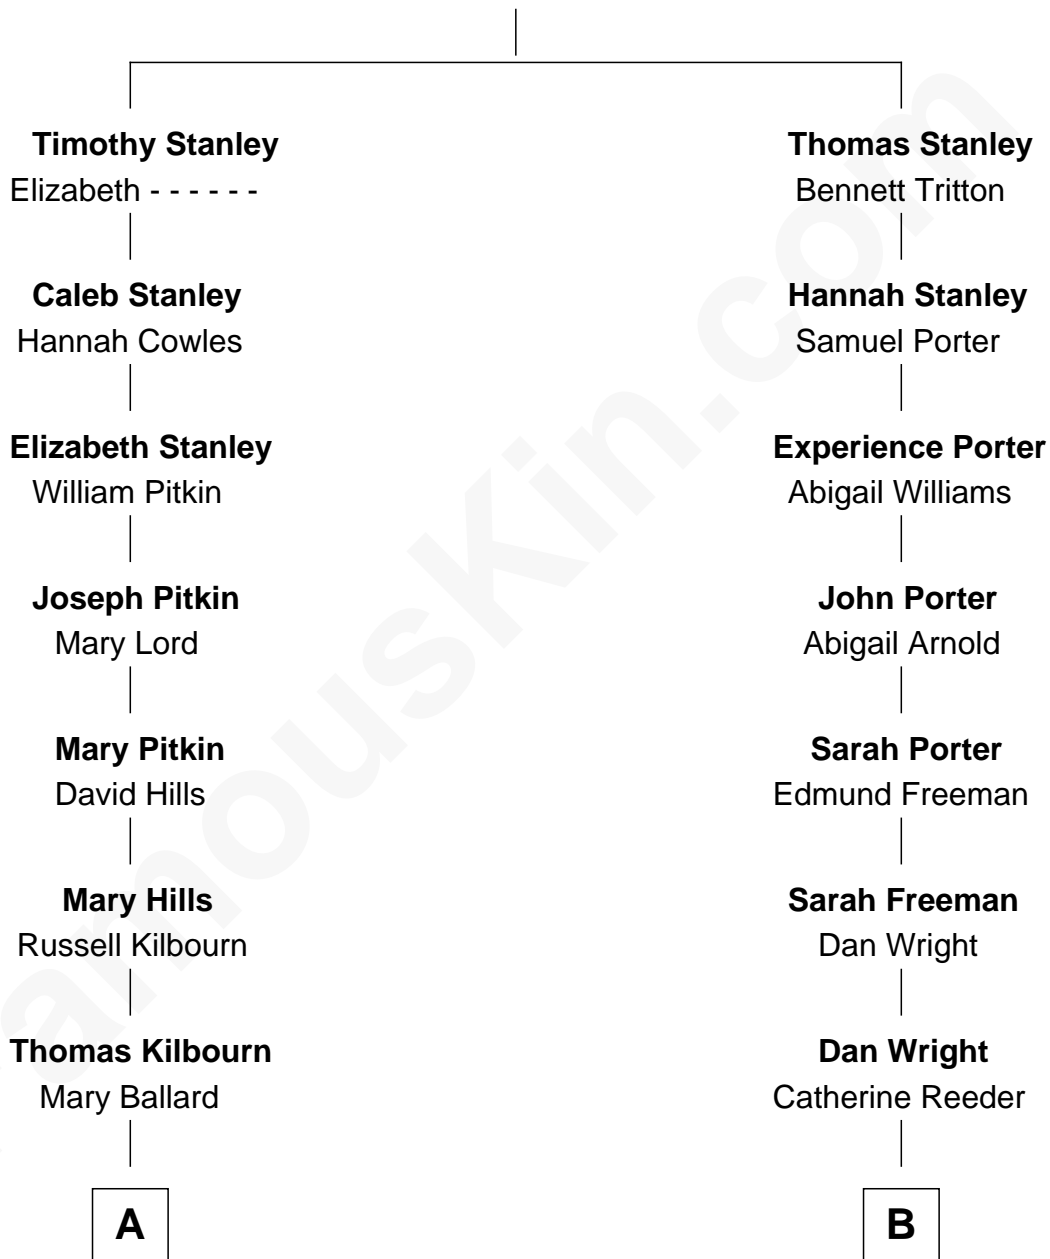 Timothy Stanley
Elizabeth - - - - - -
Caleb Stanley
Hannah Cowles
Elizabeth Stanley
William Pitkin
Joseph Pitkin
Mary Lord
Mary Pitkin
David Hills
Mary Hills
Russell Kilbourn
Thomas Kilbourn
Mary Ballard
A
Thomas Stanley
Bennett Tritton
Hannah Stanley
Samuel Porter
Experience Porter
Abigail Williams
John Porter
Abigail Arnold
Sarah Porter
Edmund Freeman
Sarah Freeman
Dan Wright
Dan Wright
Catherine Reeder
B
amousKin.com